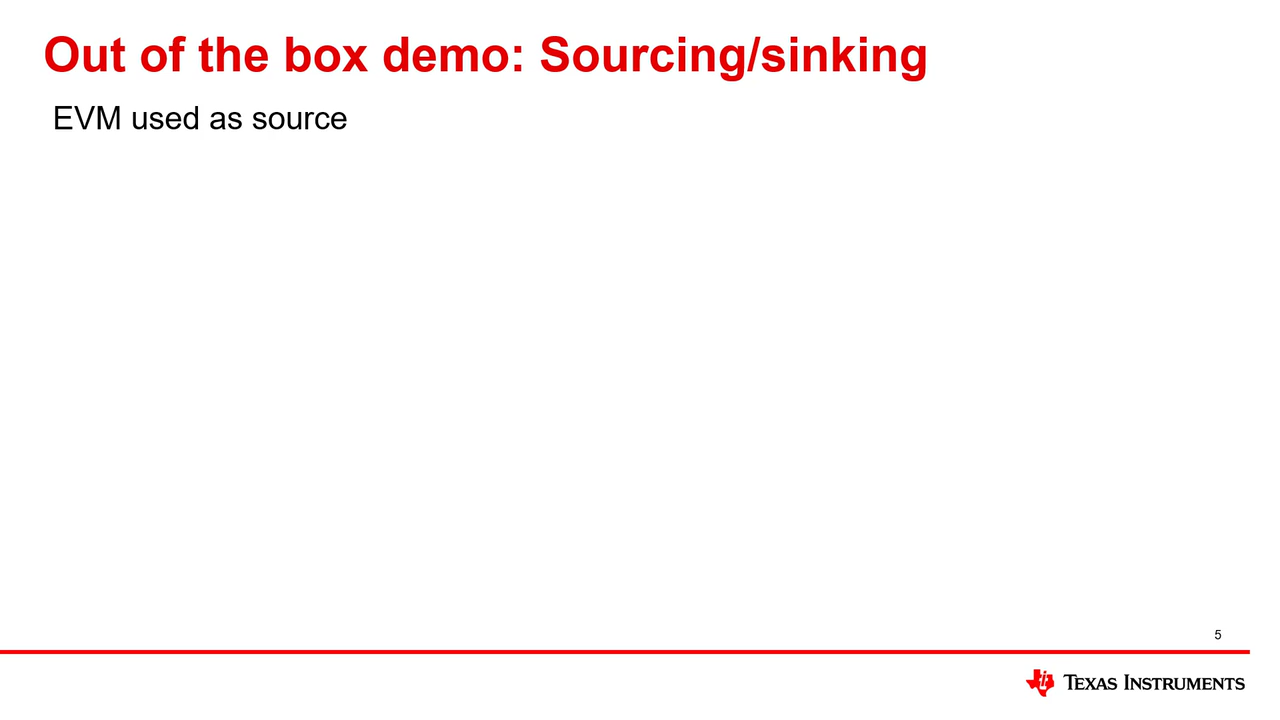 Out of the box demo: Sourcing/sinking
EVM used as source
5
TEXAS INSTRUMENTS